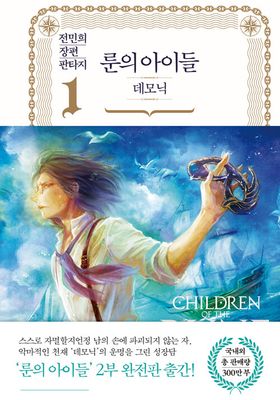 전민희
장편
판타지
1
룬의 아이들
데모닉
CHILDREN
OF THE
스스로 자멸할지언정 남의 손에 파괴되지 않는 자,
악마적인 천재 '데모닉'의 운명을 그린 성장담
'룬의 아이들' 2부 완전판 출간!
국내외
총 판매량
300만 부